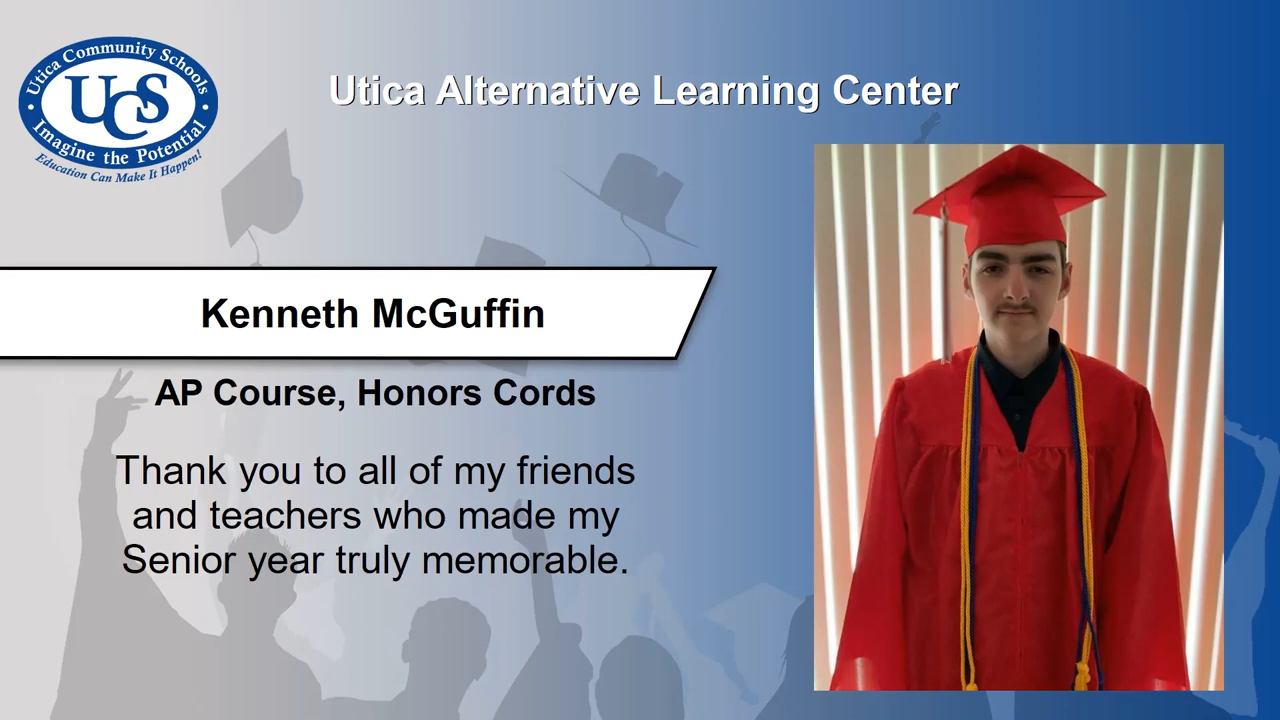 Utica Community Schools
UCS
Imagine the Potential
Education Can Make It Happen!
Utica Alternative Learning Center
Kenneth McGuffin
AP Course, Honors Cords
Thank you to all of my friends
and teachers who made my
Senior year truly memorable.